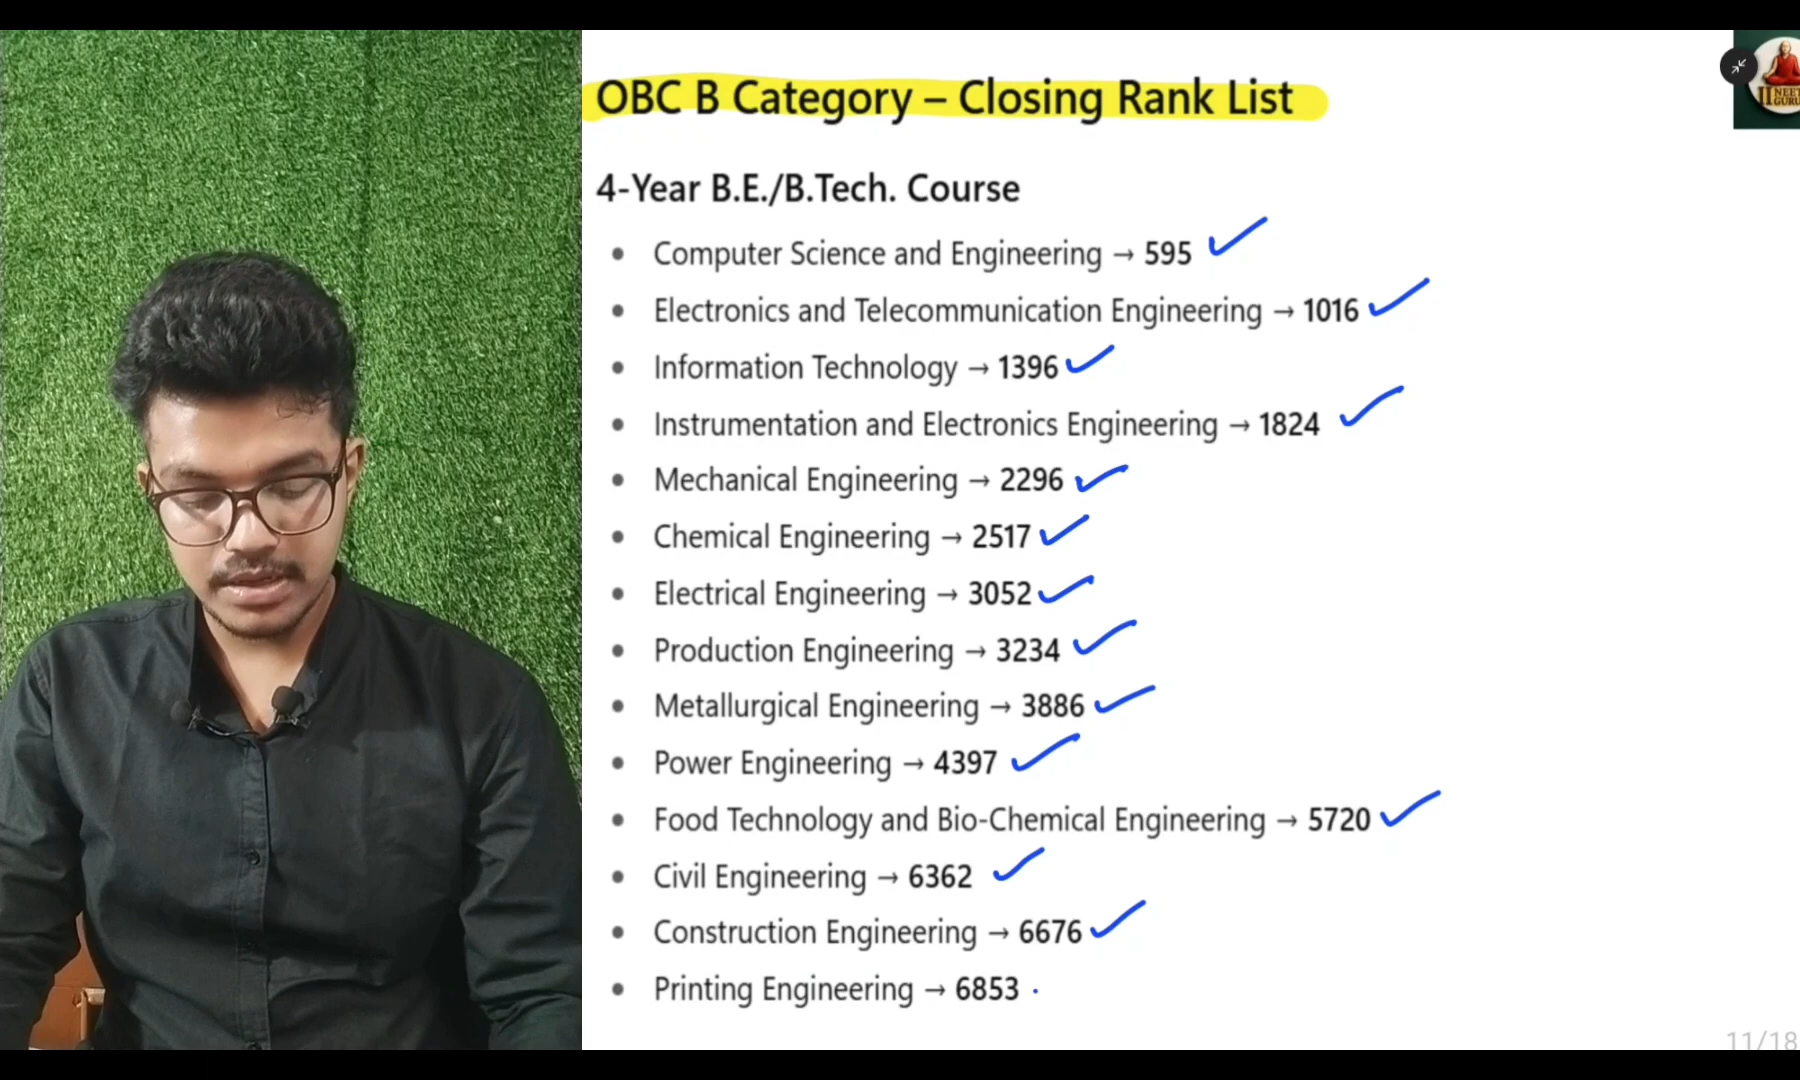 OBC B Category – Closing Rank List
NEET
GURU
4-Year B.E./B.Tech. Course
• Computer Science and Engineering → 595
• Electronics and Telecommunication Engineering → 1016
• Information Technology → 1396
• Instrumentation and Electronics Engineering → 1824
• Mechanical Engineering → 2296
• Chemical Engineering → 2517
• Electrical Engineering → 3052
• Production Engineering → 3234
• Metallurgical Engineering → 3886
• Power Engineering → 4397
• Food Technology and Bio-Chemical Engineering → 5720
• Civil Engineering → 6362
• Construction Engineering → 6676
• Printing Engineering → 6853
11/18